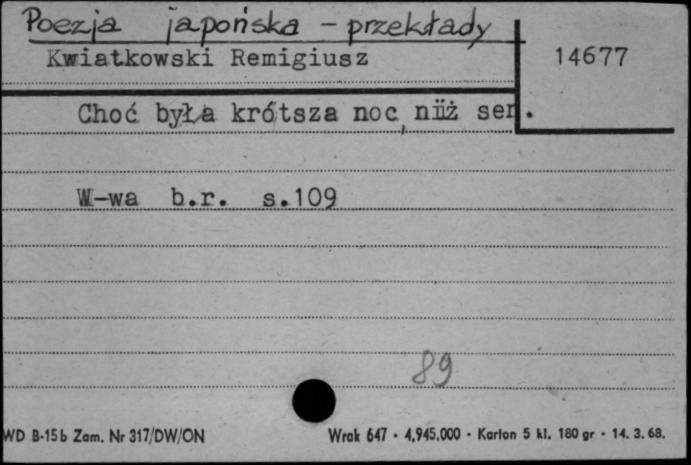 Poezja japońska - przekłady
Kwiatkowski Remigiusz
14677
Choć była krótsza noc, niż sen.
W-wa b.r. s.109
89
WD B-15b Zam. Nr 317/DW/ON
Wrak 647 - 4,945.000 - Karton 5 kl. 180 gr - 14. 3. 68.